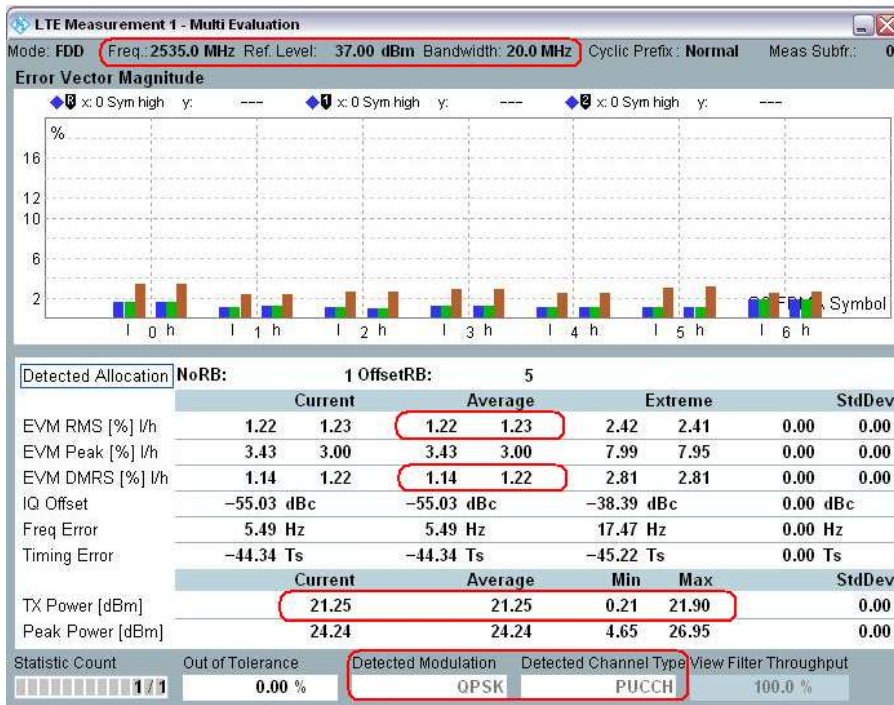 LTE Measurement 1 - Multi Evaluation
Mode: FDD Freq.: 2535.0 MHz Ref. Level: 37.00 dBm Bandwidth: 20.0 MHz Cyclic Prefix : Normal Meas Subfr.: 0
Error Vector Magnitude
R x: 0 Sym high y: --- 1 x: 0 Sym high y: --- 2 x: 0 Sym high y: ---
%
16
12
10
6
2
Symbol
l 0 h l 1 h l 2 h l 3 h l 4 h l 5 h l 6 h
Detected Allocation NoRB: 1 OffsetRB: 5
Current Average Extreme StdDev
EVM RMS [%] l/h 1.22 1.23 1.22 1.23 2.42 2.41 0.00 0.00
EVM Peak [%] l/h 3.43 3.00 3.43 3.00 7.99 7.95 0.00 0.00
EVM DMRS [%] l/h 1.14 1.22 1.14 1.22 2.81 2.81 0.00 0.00
IQ Offset −55.03 dBc −55.03 dBc −38.39 dBc 0.00 dBc
Freq Error 5.49 Hz 5.49 Hz 17.47 Hz 0.00 Hz
Timing Error −44.34 Ts −44.34 Ts −45.22 Ts 0.00 Ts
Current Average Min Max StdDev
TX Power [dBm] 21.25 21.25 0.21 21.90 0.00
Peak Power [dBm] 24.24 24.24 4.65 26.95 0.00
Statistic Count Out of Tolerance Detected Modulation Detected Channel Type View Filter Throughput
1 / 1 0.00 % QPSK PUCCH 100.0 %